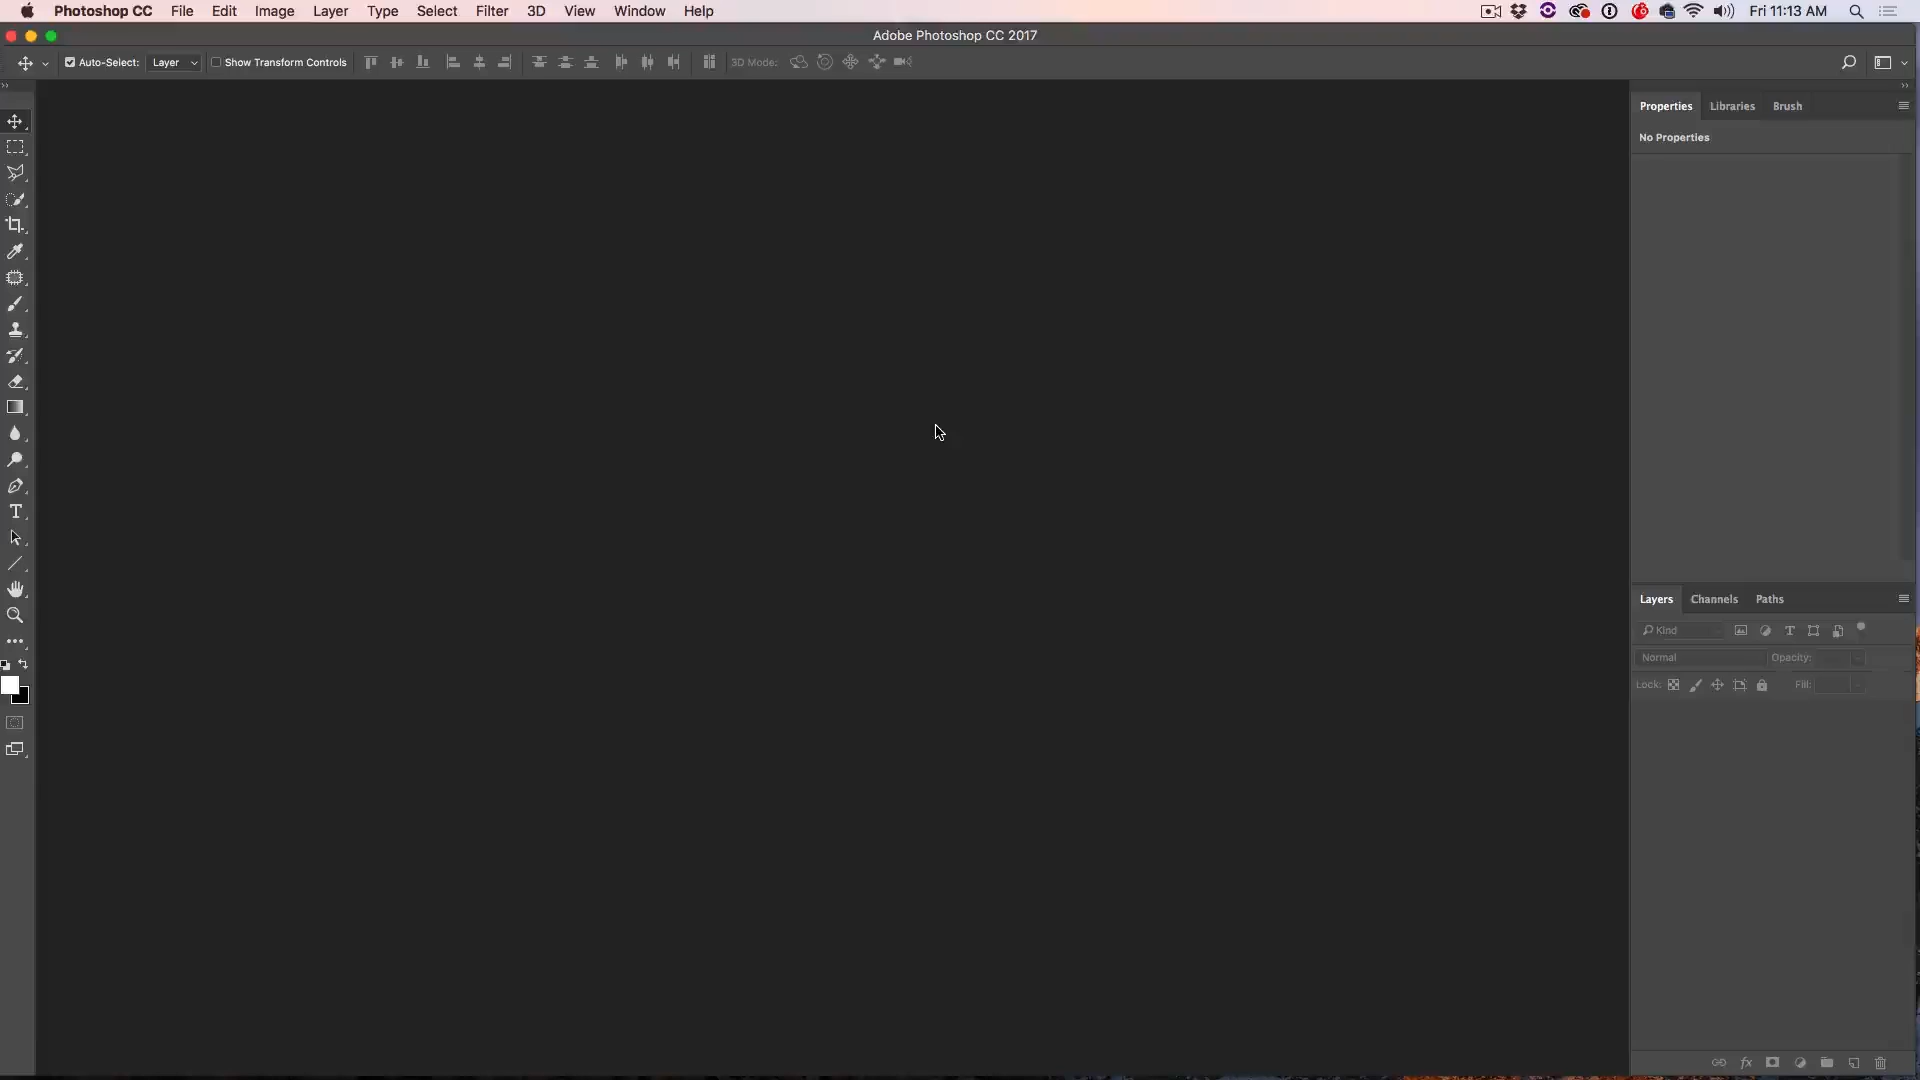 Photoshop CC File Edit Image Layer Type Select Filter 3D View Window Help Fri 11:13 AM
Adobe Photoshop CC 2017
Auto-Select: Layer Show Transform Controls 3D Mode:
Properties Libraries Brush
No Properties
Layers Channels Paths
Kind
Normal Opacity:
Lock: Fill: